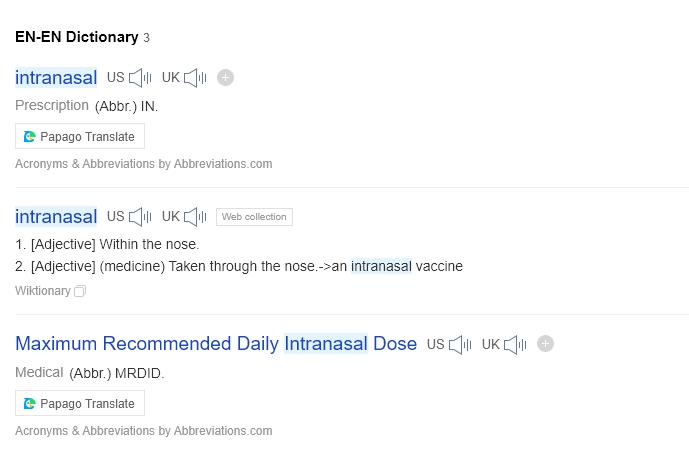 EN-EN Dictionary 3
intranasal US UK
Prescription (Abbr.) IN.
Papago Translate
Acronyms & Abbreviations by Abbreviations.com
intranasal US UK Web collection
1. [Adjective] Within the nose.
2. [Adjective] (medicine) Taken through the nose.->an intranasal vaccine
Wiktionary
Maximum Recommended Daily Intranasal Dose US UK
Medical (Abbr.) MRDID.
Papago Translate
Acronyms & Abbreviations by Abbreviations.com